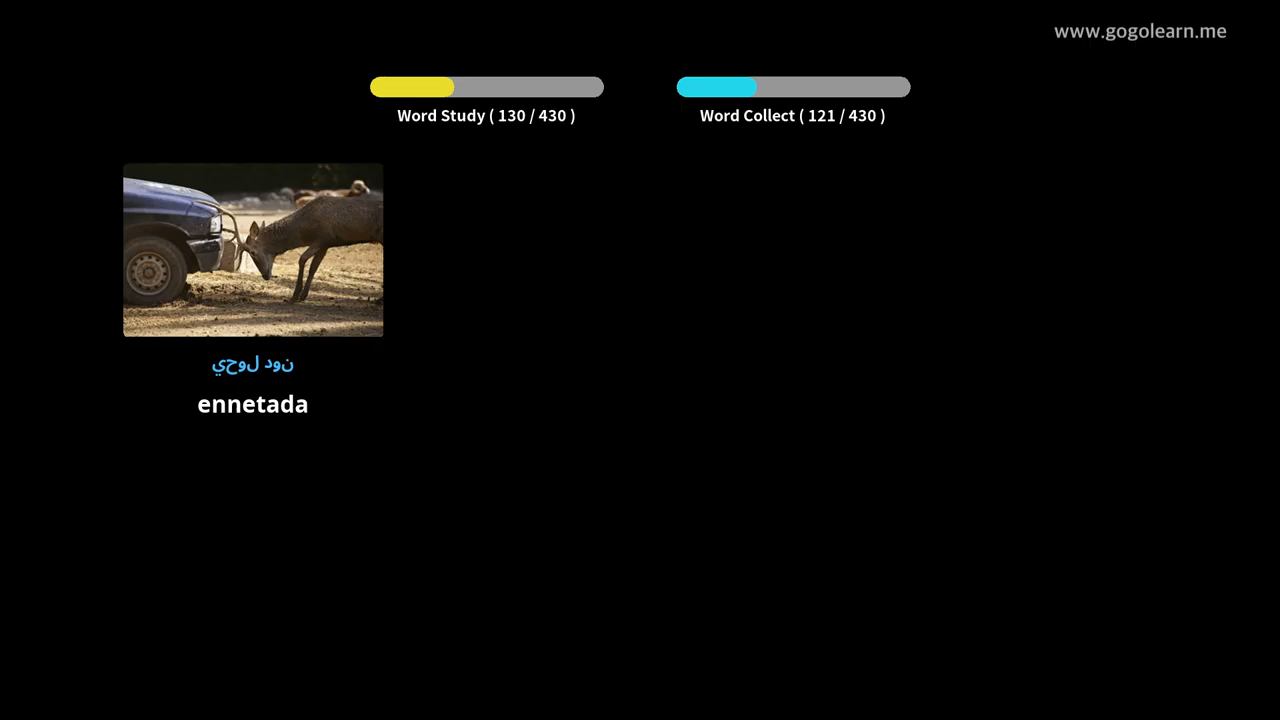 www.gogolearn.me
Word Study ( 130 / 430 )
Word Collect ( 121 / 430 )
يحول دون
ennetada